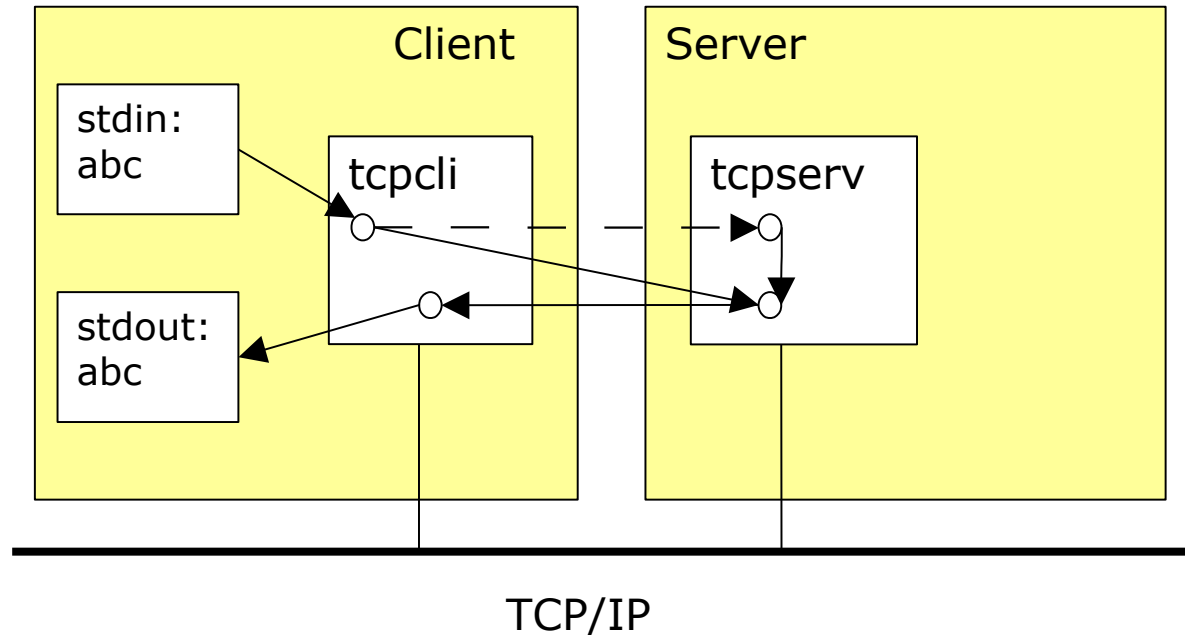 Client
stdin:
abc
tcpcli
stdout:
abc
Server
tcpserv
TCP/IP